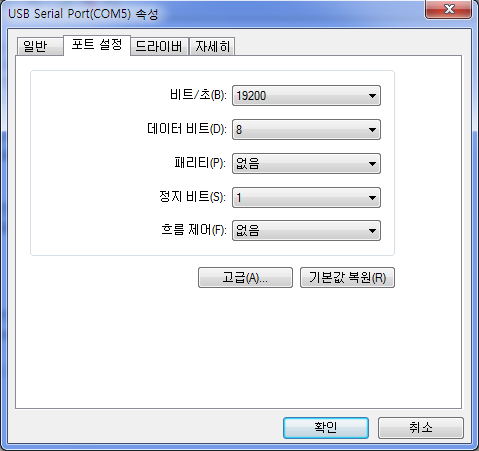 USB Serial Port(COM5) 속성
일반 포트 설정 드라이버 자세히
비트/초(B): 19200
데이터 비트(D): 8
패리티(P): 없음
정지 비트(S): 1
흐름 제어(F): 없음
고급(A)... 기본값 복원(R)
확인 취소